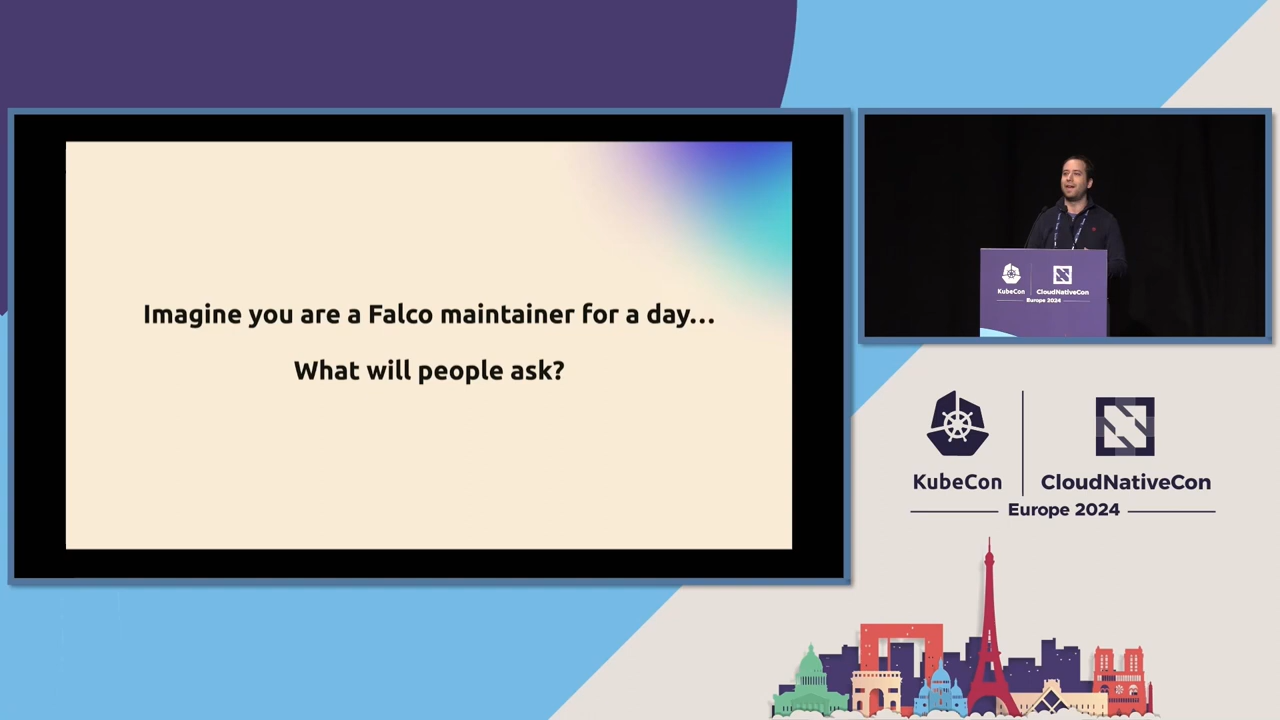 Imagine you are a Falco maintainer for a day...
What will people ask?
KubeCon
CloudNativeCon
Europe 2024
KubeCon
CloudNativeCon
Europe 2024